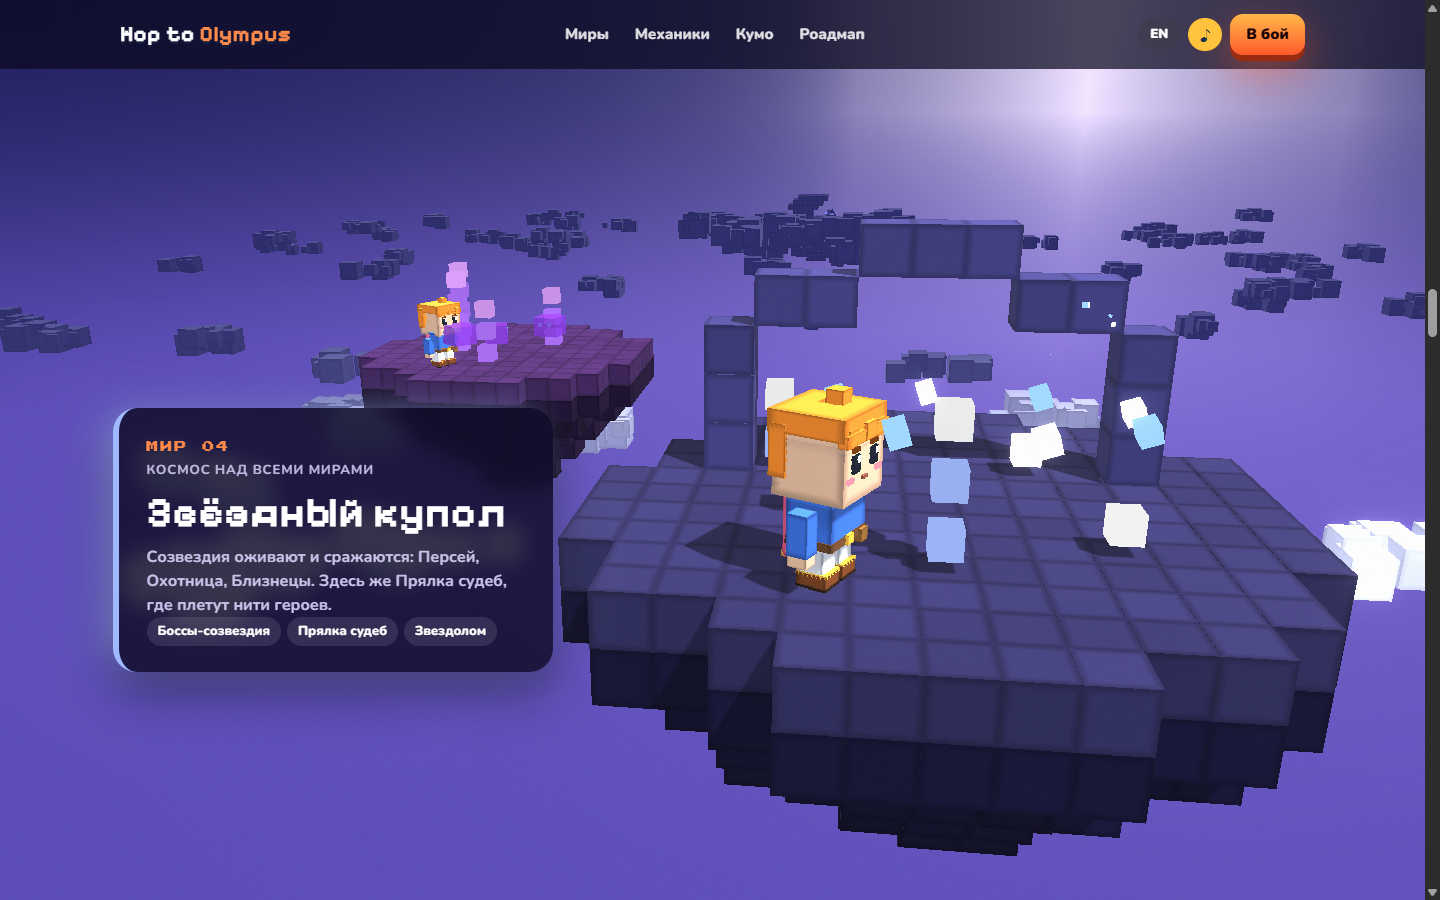 Hop to Olympus
Миры Механики Кумо Роадмап
EN
В бой
МИР 04
КОСМОС НАД ВСЕМИ МИРАМИ
Звёздный купол
Созвездия оживают и сражаются: Персей,
Охотница, Близнецы. Здесь же Прялка судеб,
где плетут нити героев.
Боссы-созвездия Прялка судеб Звездолом